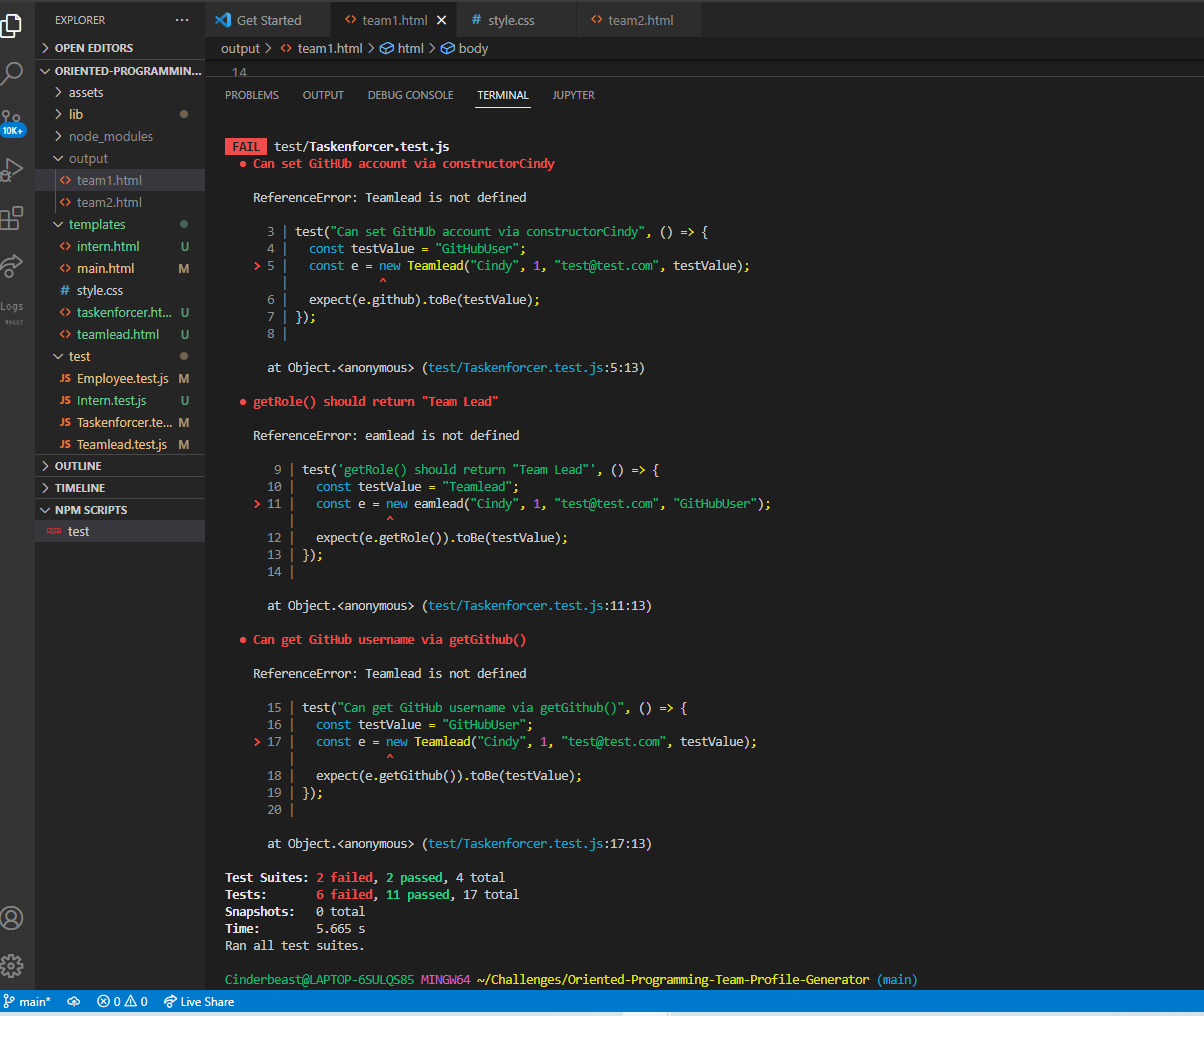 EXPLORER ...
Get Started
team1.html
# style.css
team2.html
OPEN EDITORS
output > team1.html > html > body
ORIENTED-PROGRAMMIN...
14
assets
lib
node_modules
output
team1.html
team2.html
templates
intern.html U
main.html M
# style.css
taskenforcer.ht... U
teamlead.html U
test
JS Employee.test.js M
JS Intern.test.js U
JS Taskenforcer.te... M
JS Teamlead.test.js M
OUTLINE
TIMELINE
NPM SCRIPTS
test
10K+
Logs
PROBLEMS OUTPUT DEBUG CONSOLE TERMINAL JUPYTER
FAIL test/Taskenforcer.test.js
● Can set GitHUb account via constructorCindy
ReferenceError: Teamlead is not defined
3 | test("Can set GitHUb account via constructorCindy", () => {
4 | const testValue = "GitHubUser";
> 5 | const e = new Teamlead("Cindy", 1, "test@test.com", testValue);
| ^
6 | expect(e.github).toBe(testValue);
7 | });
8 |
at Object.<anonymous> (test/Taskenforcer.test.js:5:13)
● getRole() should return "Team Lead"
ReferenceError: eamlead is not defined
9 | test('getRole() should return "Team Lead"', () => {
10 | const testValue = "Teamlead";
> 11 | const e = new eamlead("Cindy", 1, "test@test.com", "GitHubUser");
| ^
12 | expect(e.getRole()).toBe(testValue);
13 | });
14 |
at Object.<anonymous> (test/Taskenforcer.test.js:11:13)
● Can get GitHub username via getGithub()
ReferenceError: Teamlead is not defined
15 | test("Can get GitHub username via getGithub()", () => {
16 | const testValue = "GitHubUser";
> 17 | const e = new Teamlead("Cindy", 1, "test@test.com", testValue);
| ^
18 | expect(e.getGithub()).toBe(testValue);
19 | });
20 |
at Object.<anonymous> (test/Taskenforcer.test.js:17:13)
Test Suites: 2 failed, 2 passed, 4 total
Tests: 6 failed, 11 passed, 17 total
Snapshots: 0 total
Time: 5.665 s
Ran all test suites.
Cinderbeast@LAPTOP-6SULQS85 MINGW64 ~/Challenges/Oriented-Programming-Team-Profile-Generator (main)
main* 0 0 Live Share